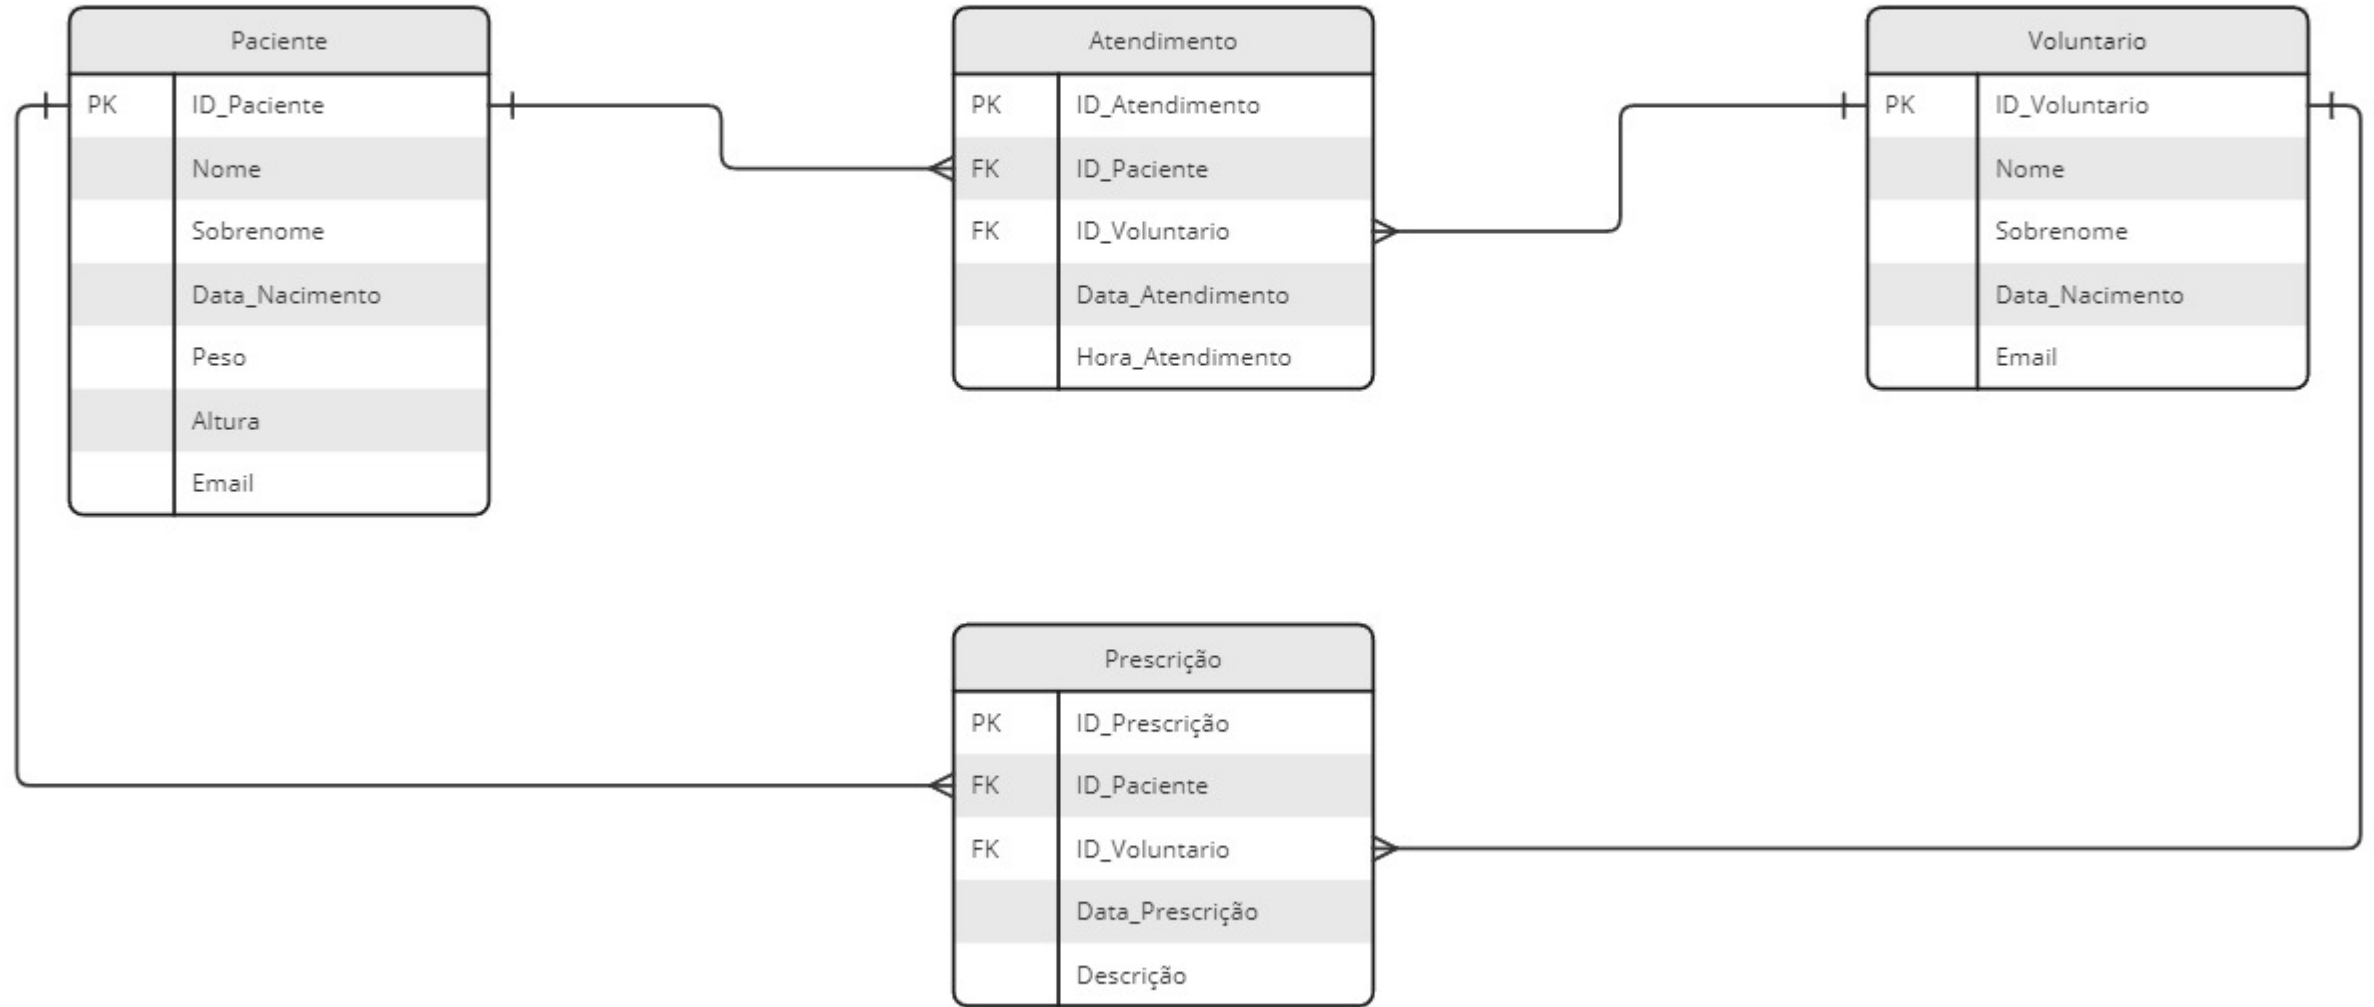 Paciente
PK ID_Paciente
Nome
Sobrenome
Data_Nacimento
Peso
Altura
Email
Atendimento
PK ID_Atendimento
FK ID_Paciente
FK ID_Voluntario
Data_Atendimento
Hora_Atendimento
Voluntario
PK ID_Voluntario
Nome
Sobrenome
Data_Nacimento
Email
Prescrição
PK ID_Prescrição
FK ID_Paciente
FK ID_Voluntario
Data_Prescrição
Descrição